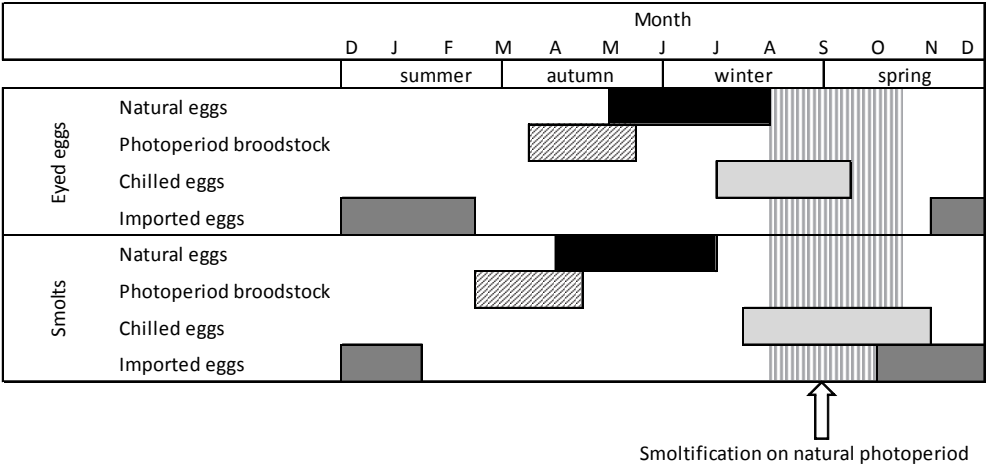 Month
D J F M A M J J A S O N D
summer autumn winter spring
Eyed eggs
Natural eggs
Photoperiod broodstock
Chilled eggs
Imported eggs
Smolts
Natural eggs
Photoperiod broodstock
Chilled eggs
Imported eggs
Smoltification on natural photoperiod